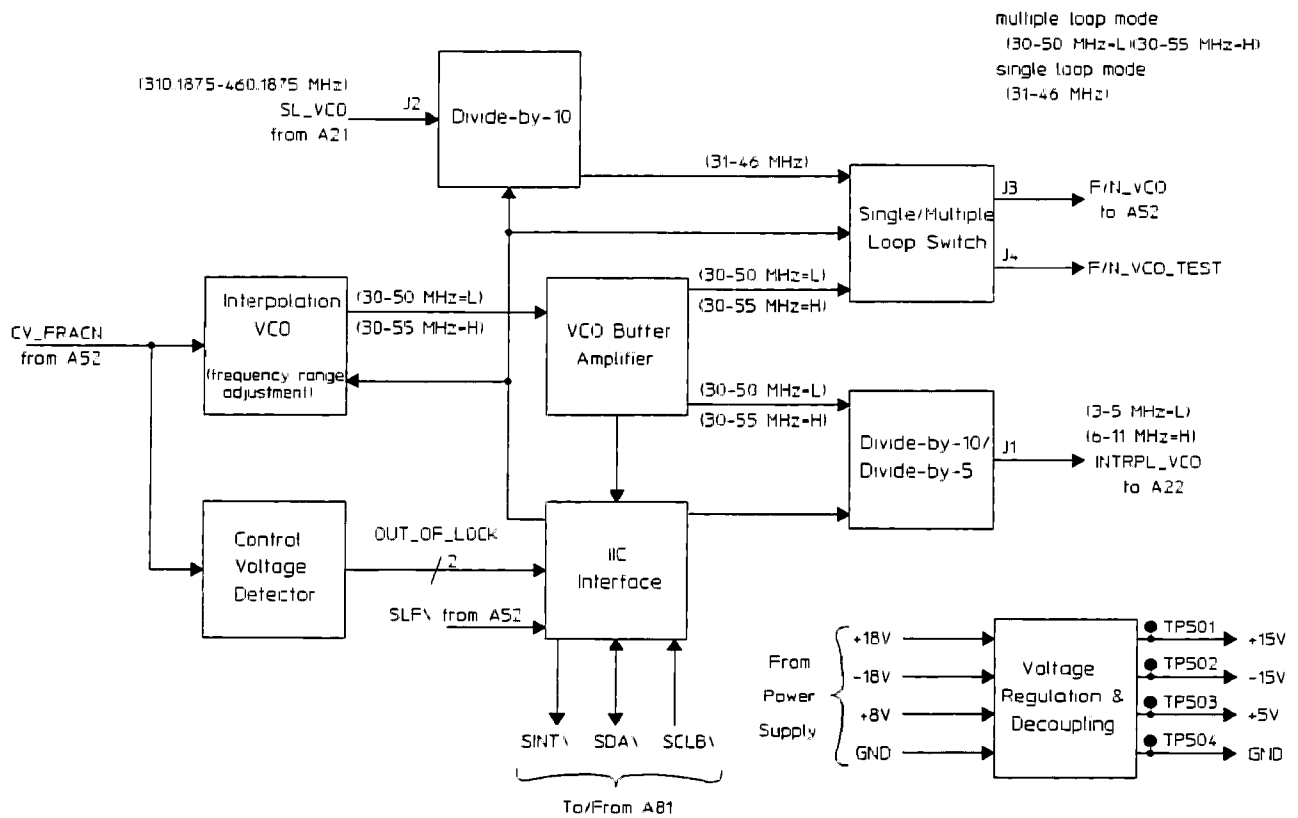 multiple loop mode
(30-50 MHz=L)(30-55 MHz=H)
single loop mode
(31-46 MHz)
(310.1875-460.1875 MHz)
SL_VCO
from A21
J2
Divide-by-10
(31-46 MHz)
Single/Multiple
Loop Switch
J3
F/N_VCO
to A52
J4
F/N_VCO_TEST
CV_FRACN
from A52
Interpolation
VCO
(frequency range
adjustment)
(30-50 MHz=L)
(30-55 MHz=H)
VCO Buffer
Amplifier
(30-50 MHz=L)
(30-55 MHz=H)
(30-50 MHz=L)
(30-55 MHz=H)
Divide-by-10/
Divide-by-5
J1
(3-5 MHz=L)
(6-11 MHz=H)
INTRPL_VCO
to A22
Control
Voltage
Detector
OUT_OF_LOCK
2
SLF\ from A52
IIC
Interface
SINT\ SDA\ SCLB\
To/From A81
From
Power
Supply
+18V
-18V
+8V
GND
Voltage
Regulation &
Decoupling
TP501 +15V
TP502 -15V
TP503 +5V
TP504 GND